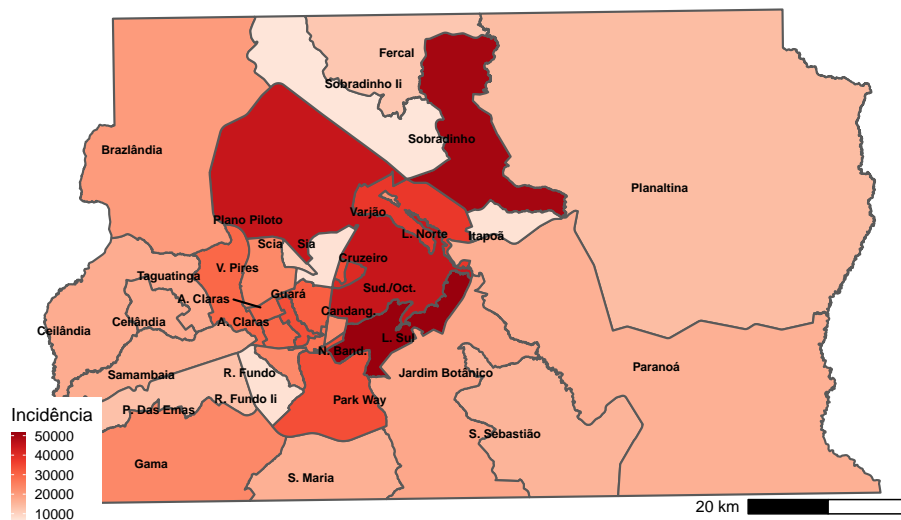 Fercal
Sobradinho Ii
Sobradinho
Brazlândia
Planaltina
Plano Piloto
Varjão
L. Norte
Itapoã
Scia
Sia
Cruzeiro
Taguatinga
V. Pires
Guará
Sud./Oct.
A. Claras
Candang.
Ceilândia
Ceilândia
A. Claras
L. Sul
N. Band.
Samambaia
R. Fundo
Jardim Botânico
Paranoá
R. Fundo Ii
Park Way
P. Das Emas
S. Sebastião
Gama
S. Maria
Incidência
50000
40000
30000
20000
10000
20 km